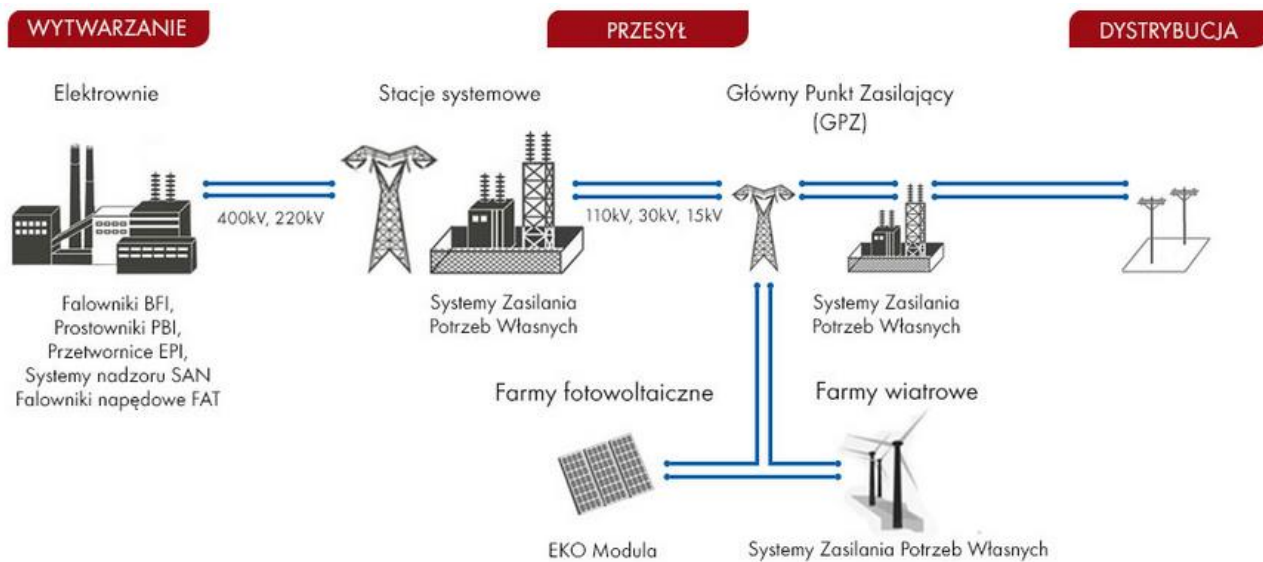 WYTWARZANIE
PRZESYŁ
DYSTRYBUCJA
Elektrownie
Stacje systemowe
Główny Punkt Zasilający
(GPZ)
400kV, 220kV
110kV, 30kV, 15kV
Falowniki BFI,
Prostowniki PBI,
Przetwornice EPI,
Systemy nadzoru SAN
Falowniki napędowe FAT
Systemy Zasilania
Potrzeb Własnych
Systemy Zasilania
Potrzeb Własnych
Farmy fotowoltaiczne
Farmy wiatrowe
EKO Modula
Systemy Zasilania Potrzeb Własnych